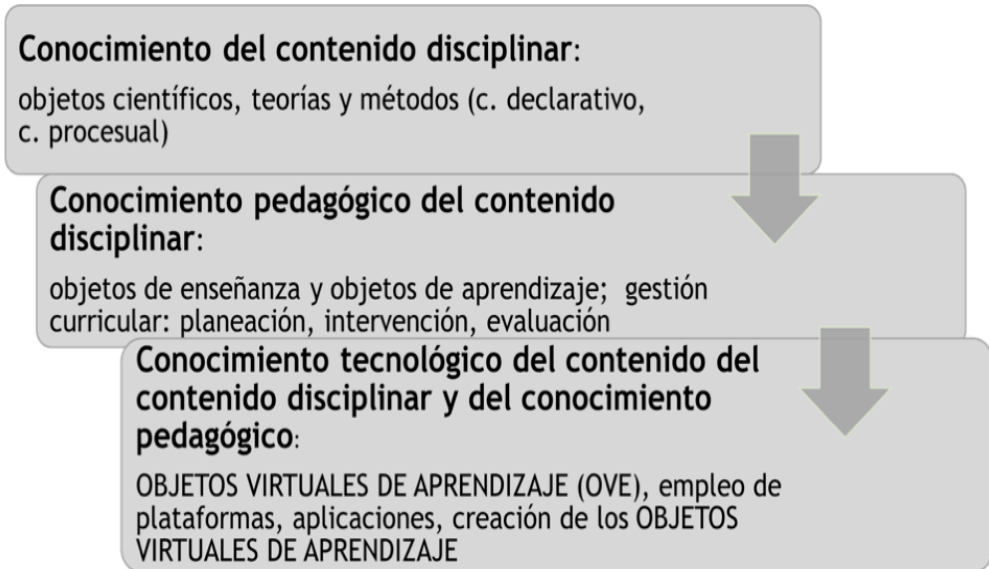 Conocimiento del contenido disciplinar:
objetos científicos, teorías y métodos (c. declarativo,
c. procesual)
Conocimiento pedagógico del contenido
disciplinar:
objetos de enseñanza y objetos de aprendizaje; gestión
curricular: planeación, intervención, evaluación
Conocimiento tecnológico del contenido del
contenido disciplinar y del conocimiento
pedagógico:
OBJETOS VIRTUALES DE APRENDIZAJE (OVE), empleo de
plataformas, aplicaciones, creación de los OBJETOS
VIRTUALES DE APRENDIZAJE